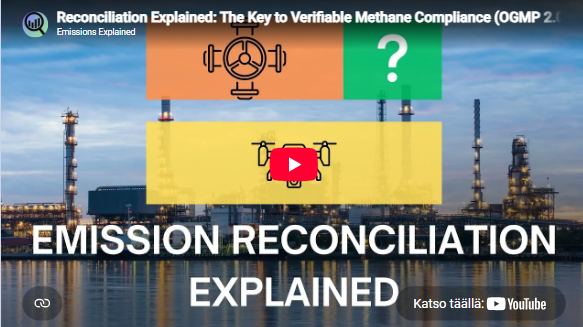 Reconciliation Explained: The Key to Verifiable Methane Compliance (OGMP 2.0
Emissions Explained
?
EMISSION RECONCILIATION
EXPLAINED
Katso täällä: YouTube